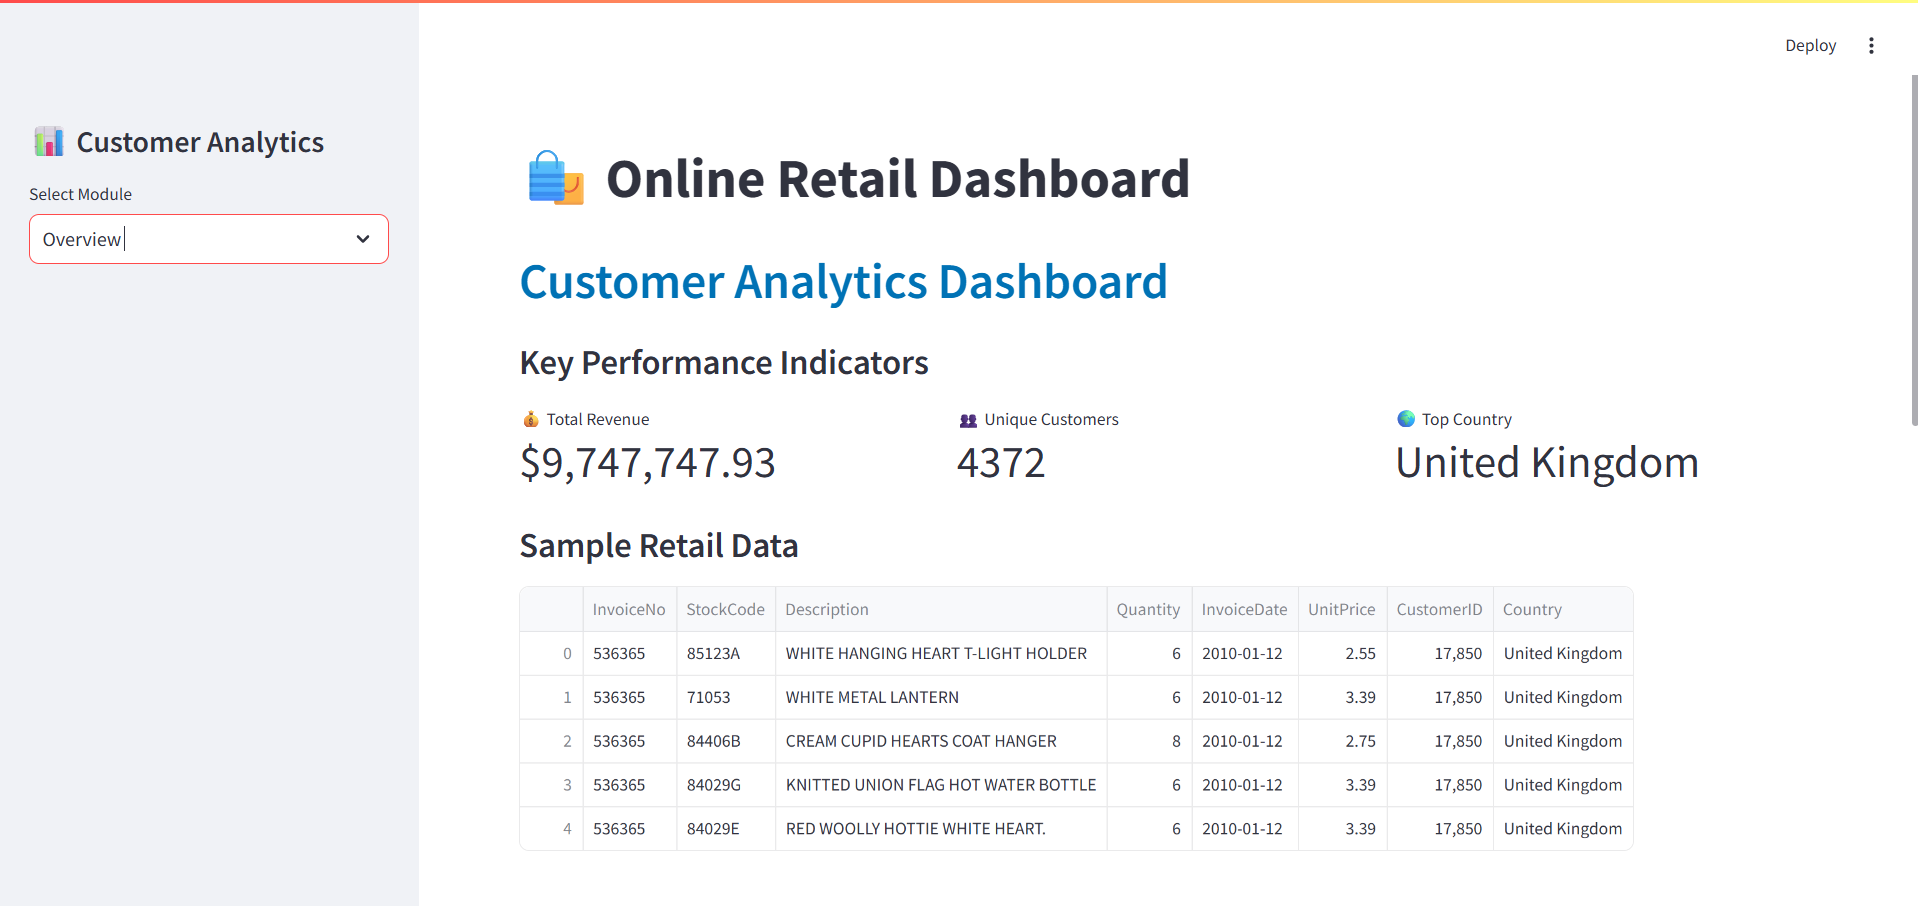 Deploy
Customer Analytics
Select Module
Overview
Online Retail Dashboard
Customer Analytics Dashboard
Key Performance Indicators
Total Revenue Unique Customers Top Country
$9,747,747.93 4372 United Kingdom
Sample Retail Data
InvoiceNo StockCode Description Quantity InvoiceDate UnitPrice CustomerID Country
0 536365 85123A WHITE HANGING HEART T-LIGHT HOLDER 6 2010-01-12 2.55 17,850 United Kingdom
1 536365 71053 WHITE METAL LANTERN 6 2010-01-12 3.39 17,850 United Kingdom
2 536365 84406B CREAM CUPID HEARTS COAT HANGER 8 2010-01-12 2.75 17,850 United Kingdom
3 536365 84029G KNITTED UNION FLAG HOT WATER BOTTLE 6 2010-01-12 3.39 17,850 United Kingdom
4 536365 84029E RED WOOLLY HOTTIE WHITE HEART. 6 2010-01-12 3.39 17,850 United Kingdom